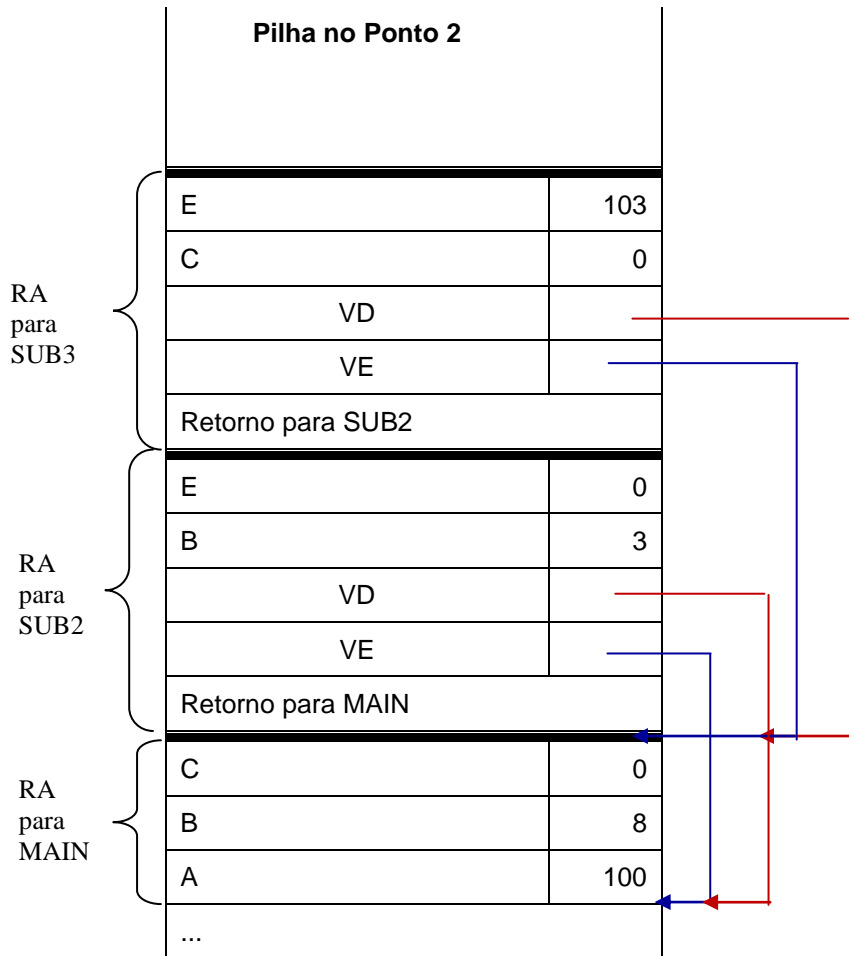 Pilha no Ponto 2
E 103
C 0
RA
para
SUB3
VD
VE
Retorno para SUB2
E 0
B 3
RA
para
SUB2
VD
VE
Retorno para MAIN
C 0
RA
para
MAIN
B 8
A 100
...